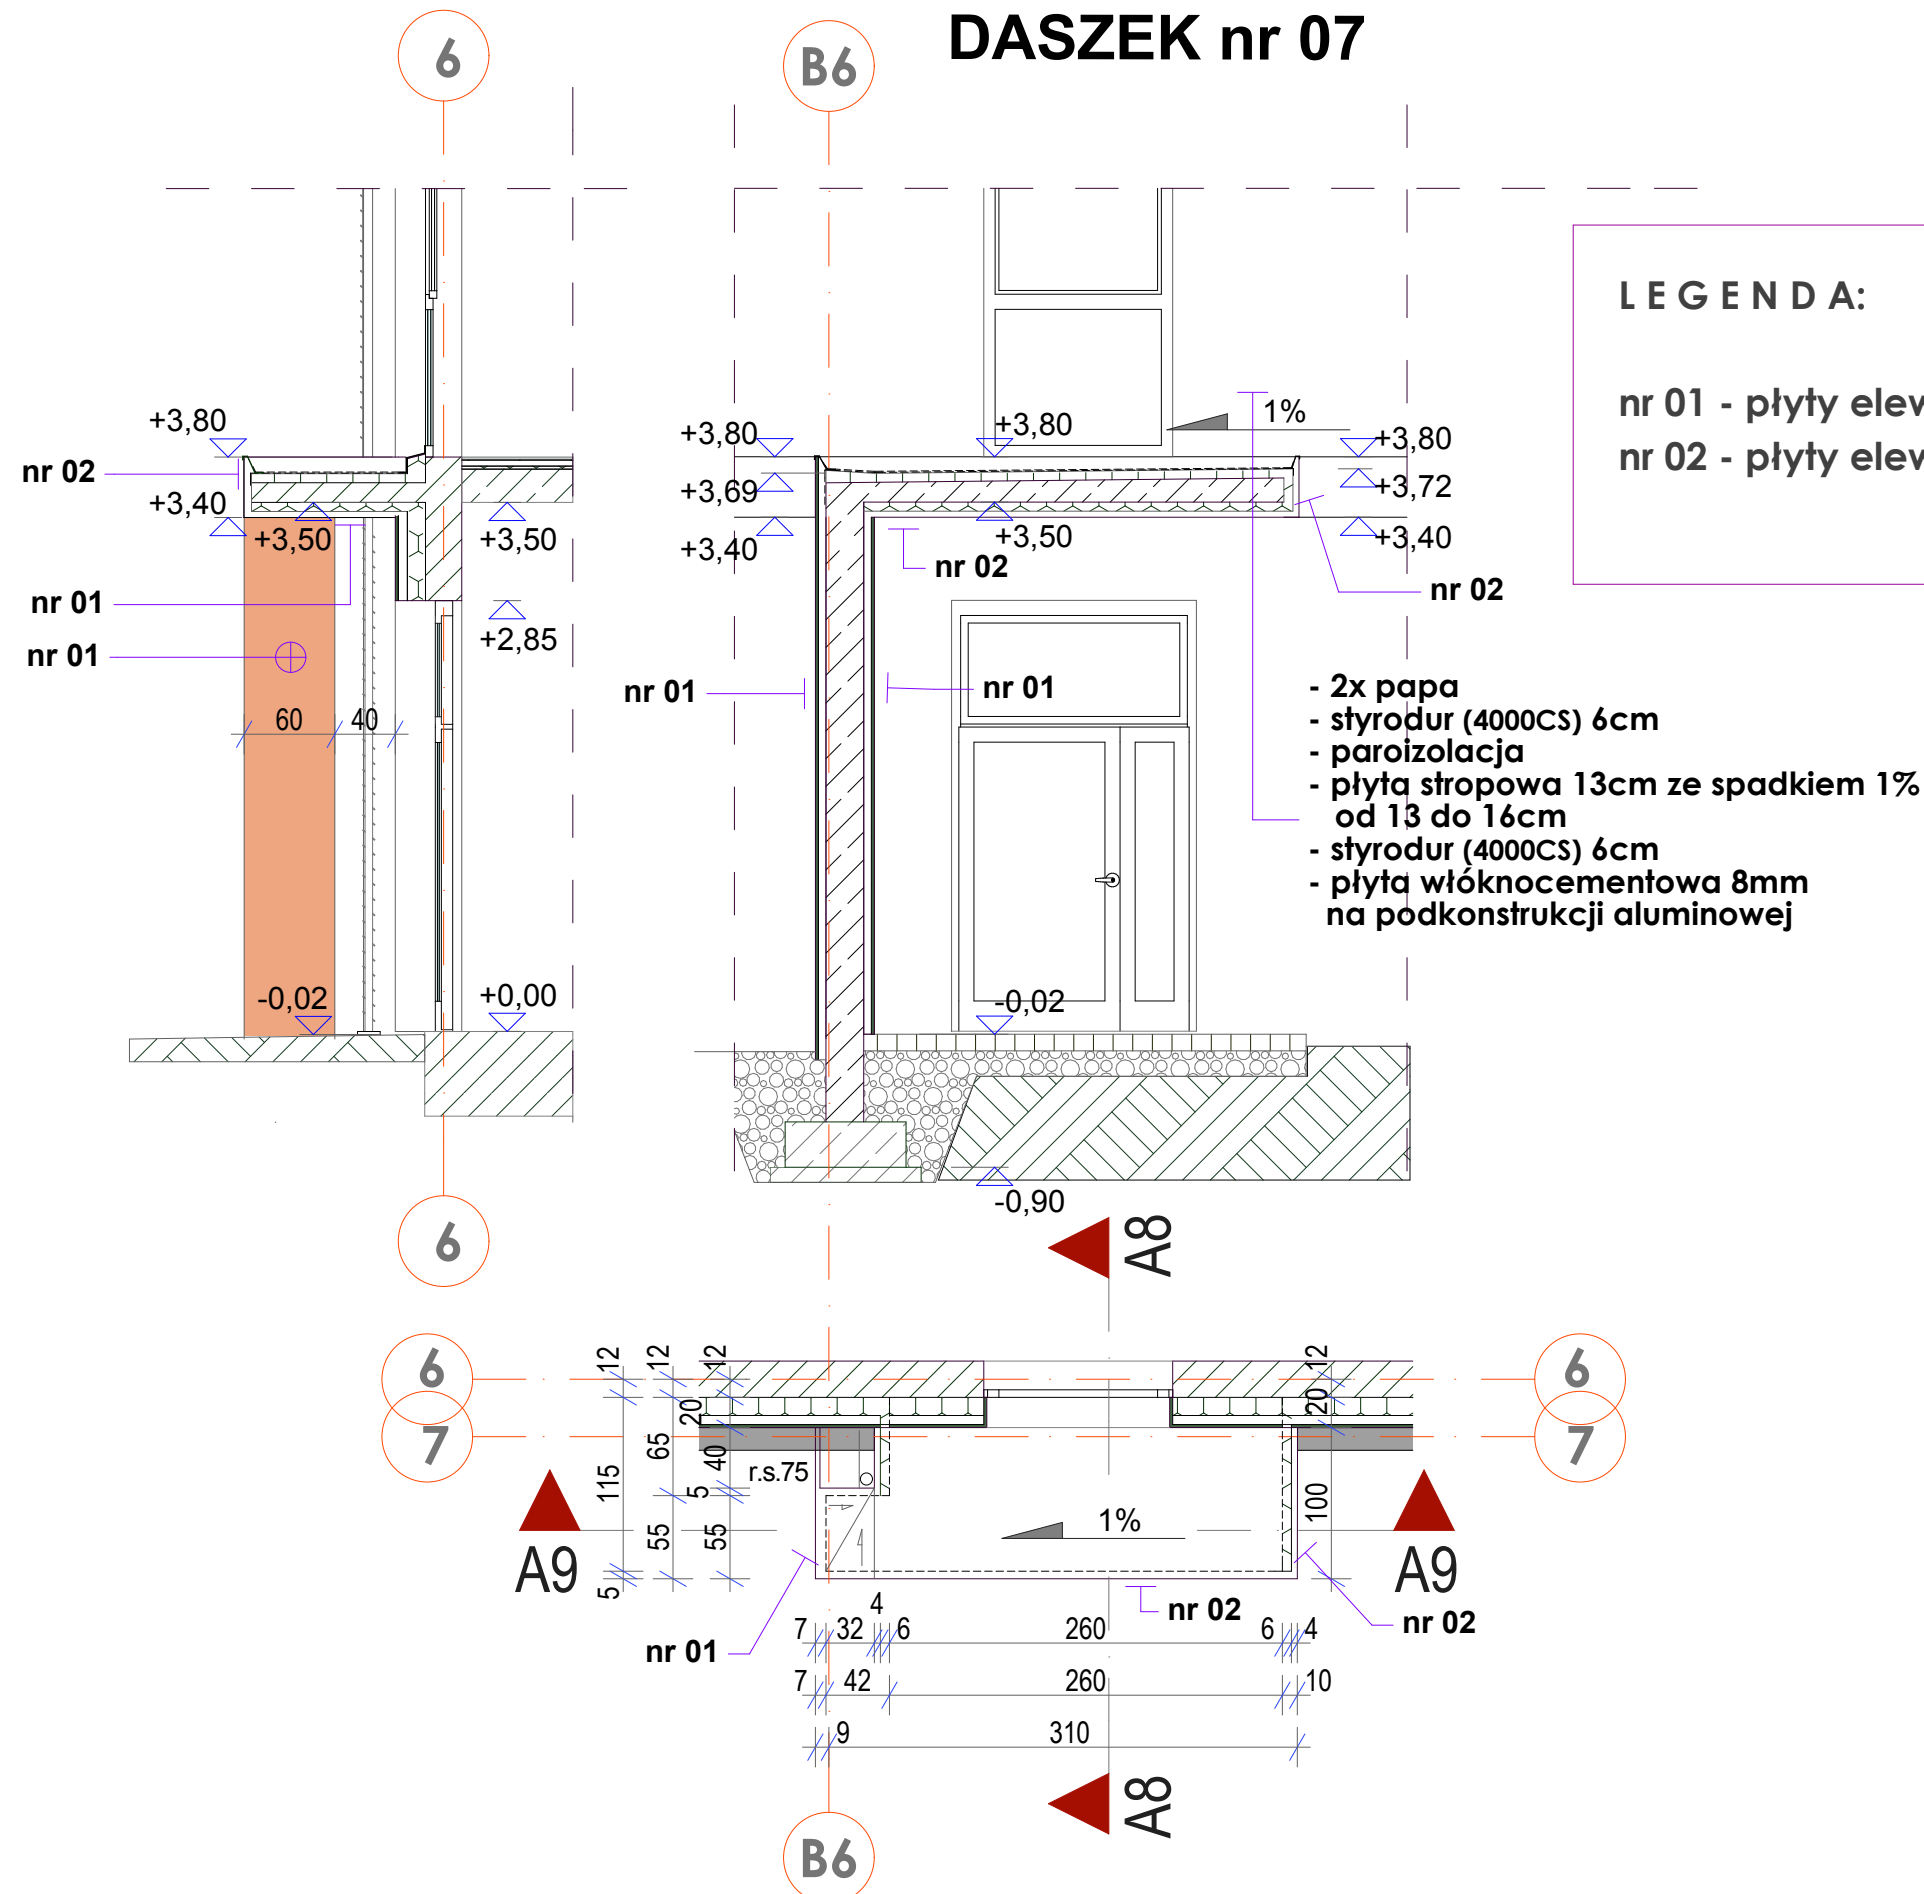 DASZEK nr 07
6
B6
+3,80
nr 02
+3,40
+3,50
+3,50
nr 01
+2,85
nr 01
60
40
-0,02
+0,00
6
+3,80
+3,80
1%
+3,80
+3,69
+3,72
+3,40
+3,50
+3,40
nr 02
nr 02
nr 01
nr 01
-0,02
-0,90
L E G E N D A:
nr 01 - płyty elew
nr 02 - płyty elew
- 2x papa
- styrodur (4000CS) 6cm
- paroizolacja
- płyta stropowa 13cm ze spadkiem 1%
od 13 do 16cm
- styrodur (4000CS) 6cm
- płyta włóknocementowa 8mm
na podkonstrukcji aluminowej
A8
6
7
12
12
12
12
6
7
20
20
65
40
115
5
55
55
5
100
r.s.75
1%
A9
A9
nr 01
nr 02
nr 02
4
7
32
6
260
6
4
7
42
260
10
9
310
A8
B6